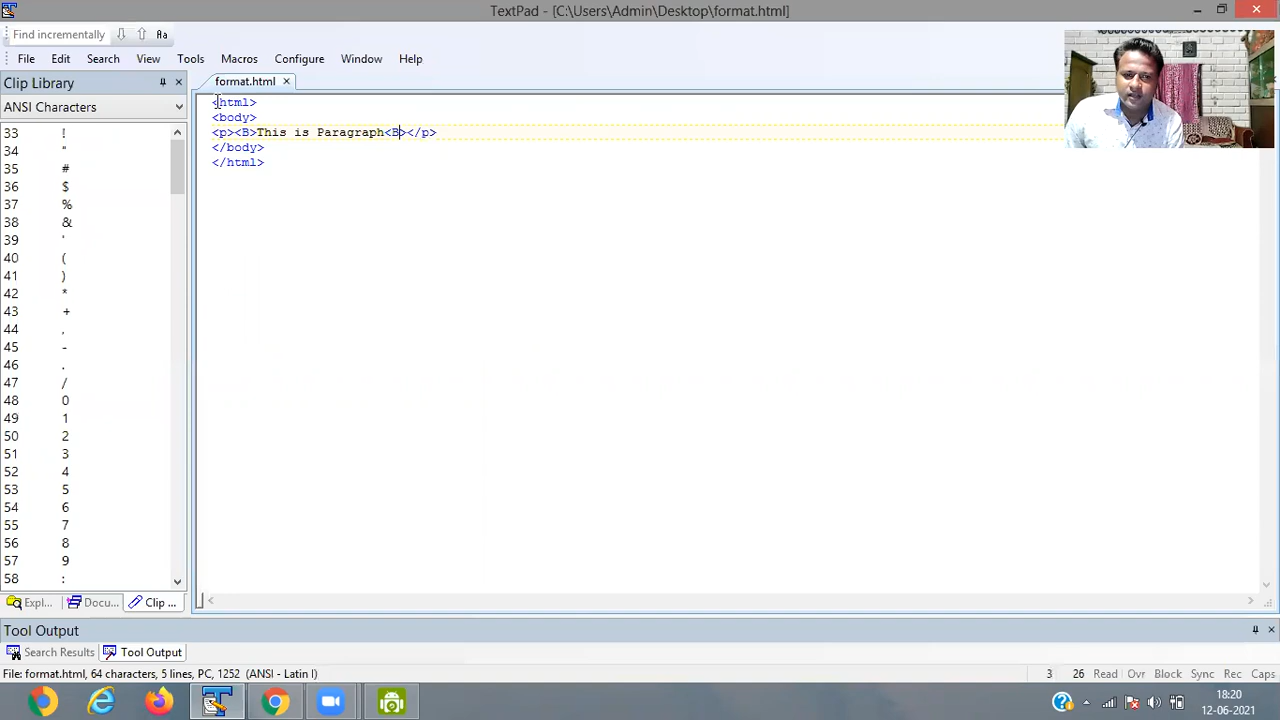 TextPad - [C:\Users\Admin\Desktop\format.html]
Find incrementally
File Edit Search View Tools Macros Configure Window Help
Clip Library
format.html
ANSI Characters
<html>
<body>
<p><B>This is Paragraph<B></p>
</body>
</html>
33 !
34 "
35 #
36 $
37 %
38 &
39 '
40 (
41 )
42 *
43 +
44 ,
45 -
46 .
47 /
48 0
49 1
50 2
51 3
52 4
53 5
54 6
55 7
56 8
57 9
58 :
Expl... Docu... Clip ...
Tool Output
Search Results Tool Output
File: format.html, 64 characters, 5 lines, PC, 1252 (ANSI - Latin I) 3 26 Read Ovr Block Sync Rec Caps
18:20
12-06-2021